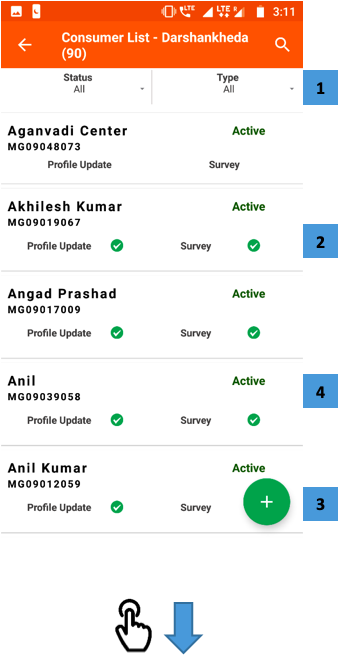 LTE LTE R 3:11
Consumer List - Darshankheda
(90)
Status Type
All All
1
Aganvadi Center Active
MG09048073
Profile Update Survey
Akhilesh Kumar Active
MG09019067
Profile Update Survey
2
Angad Prashad Active
MG09017009
Profile Update Survey
Anil Active
4
MG09039058
Profile Update Survey
Anil Kumar Active
MG09012059
Profile Update Survey
3